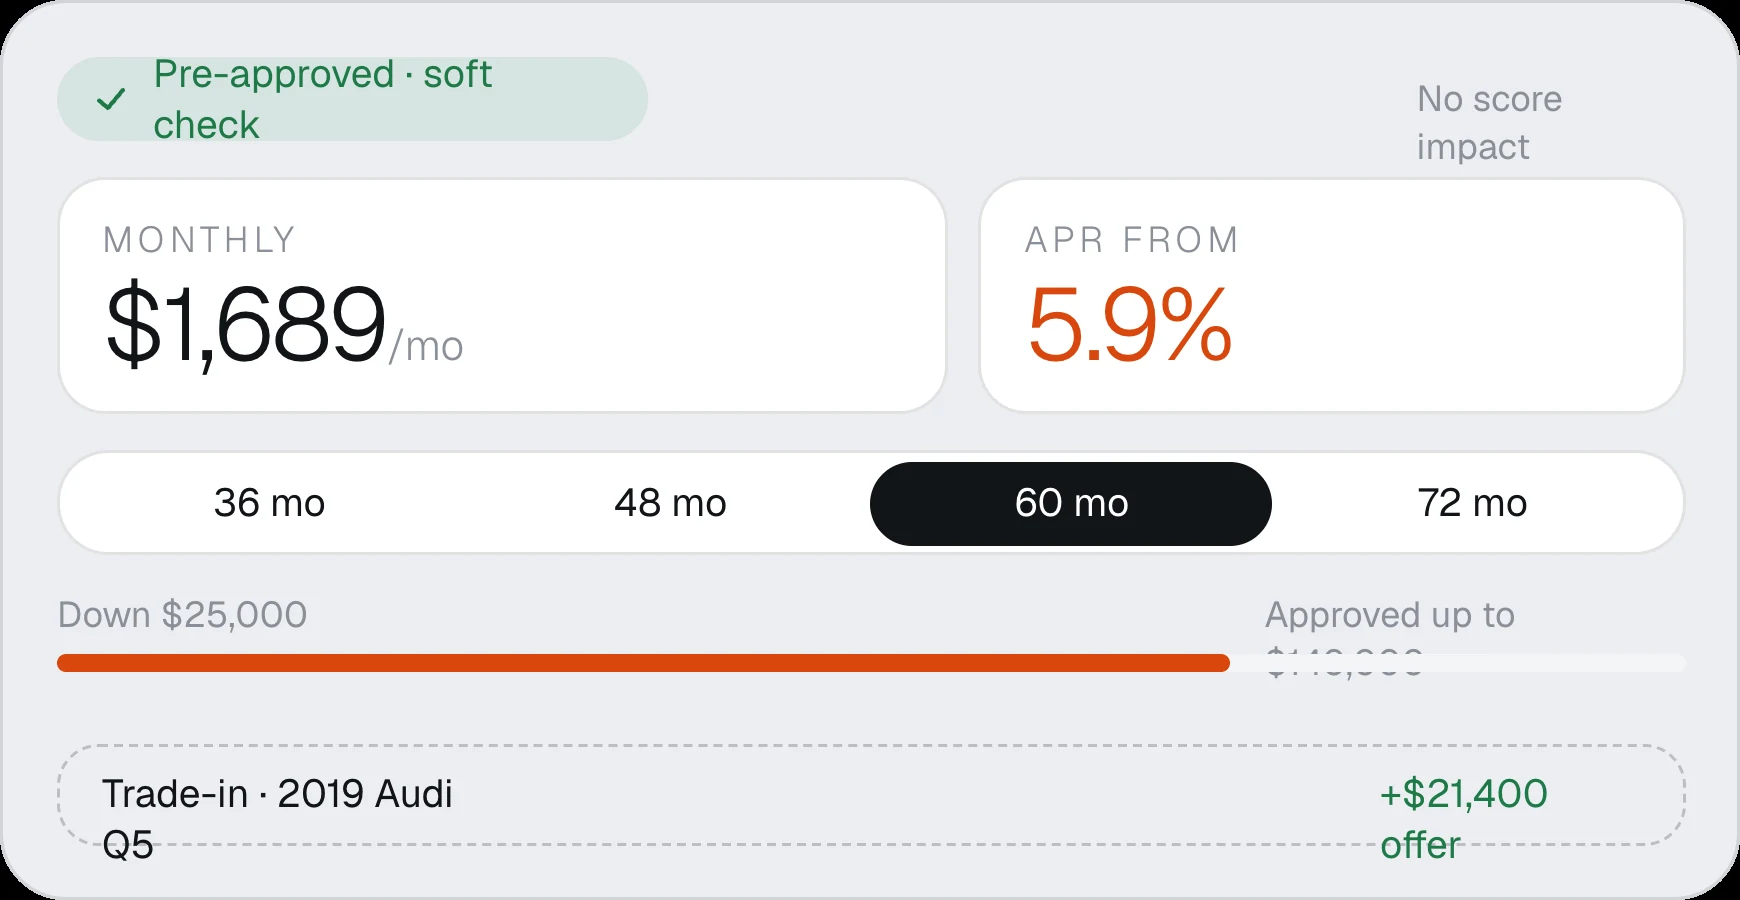 Pre-approved · soft
check
No score
impact
MONTHLY
$1,689/mo
APR FROM
5.9%
36 mo
48 mo
60 mo
72 mo
Down $25,000
Approved up to
Trade-in · 2019 Audi
Q5
+$21,400
offer